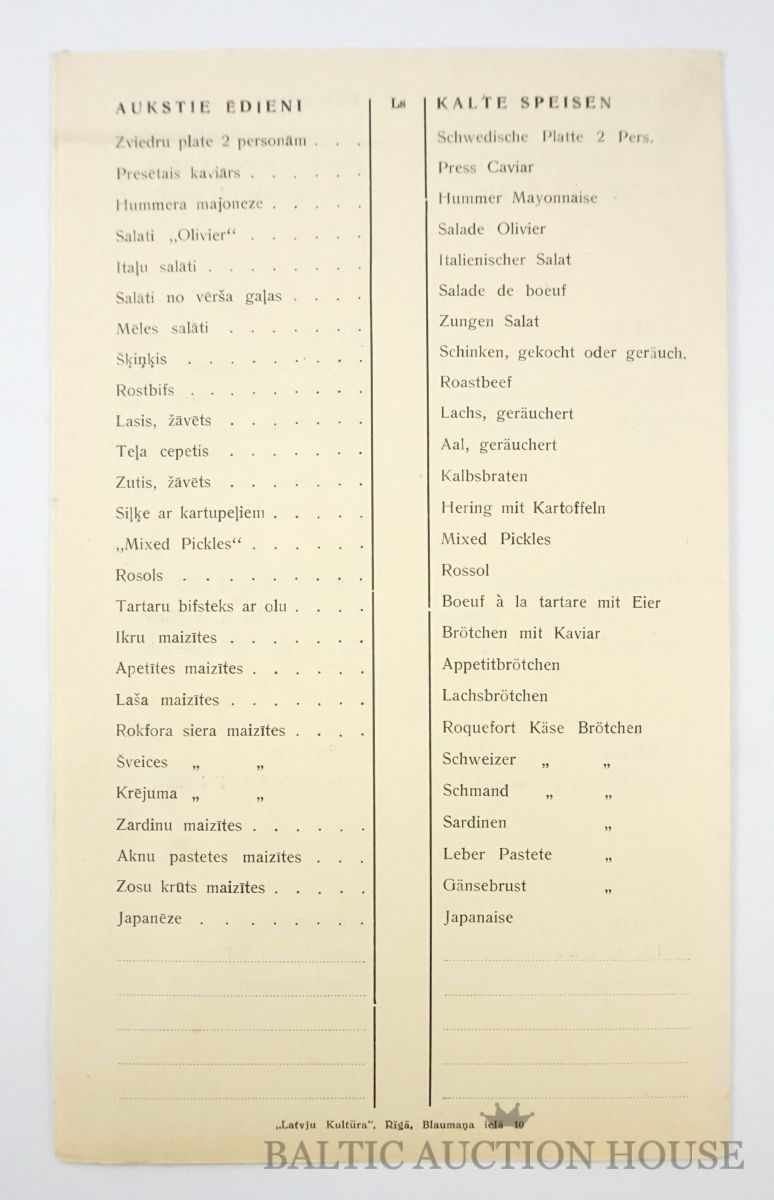 AUKSTIE EDIENI Ls KALTE SPEISEN
Zviedru plate 2 personām . . . Schwedische Platte 2 Pers.
Presētais kaviārs . . . . . Press Caviar
Hummera majoneze . . . . . Hummer Mayonnaise
Salati „Olivier“ . . . . . . Salade Olivier
Itaļu salāti . . . . . . . . Italienischer Salat
Salāti no vērša gaļas . . . . Salade de boeuf
Mēles salāti . . . . . . Zungen Salat
Šķiņķis . . . . . . . . Schinken, gekocht oder geräuch.
Rostbifs . . . . . . . . . Roastbeef
Lasis, žāvēts . . . . . . Lachs, geräuchert
Teļa cepetis . . . . . . Aal, geräuchert
Zutis, žāvēts . . . . . . Kalbsbraten
Siļķe ar kartupeļiem . . . . . Hering mit Kartoffeln
„Mixed Pickles“ . . . . . . Mixed Pickles
Rosols . . . . . . . . . Rossol
Tartaru bifsteks ar olu . . . . Boeuf à la tartare mit Eier
Ikru maizītes . . . . . . . Brötchen mit Kaviar
Apetītes maizītes . . . . . . Appetitbrötchen
Laša maizītes . . . . . . . Lachsbrötchen
Rokfora siera maizītes . . . . Roquefort Käse Brötchen
Šveices „ „ Schweizer „ „
Krējuma „ „ Schmand „ „
Zardinu maizītes . . . . . . Sardinen „
Aknu pastetes maizītes . . . Leber Pastete „
Zosu krūts maizītes . . . . . Gänsebrust „
Japanēze . . . . . . . . Japanaise
„Latvju Kultūra“, Rīgā, Blaumaņa ielā 10
BALTIC AUCTION HOUSE